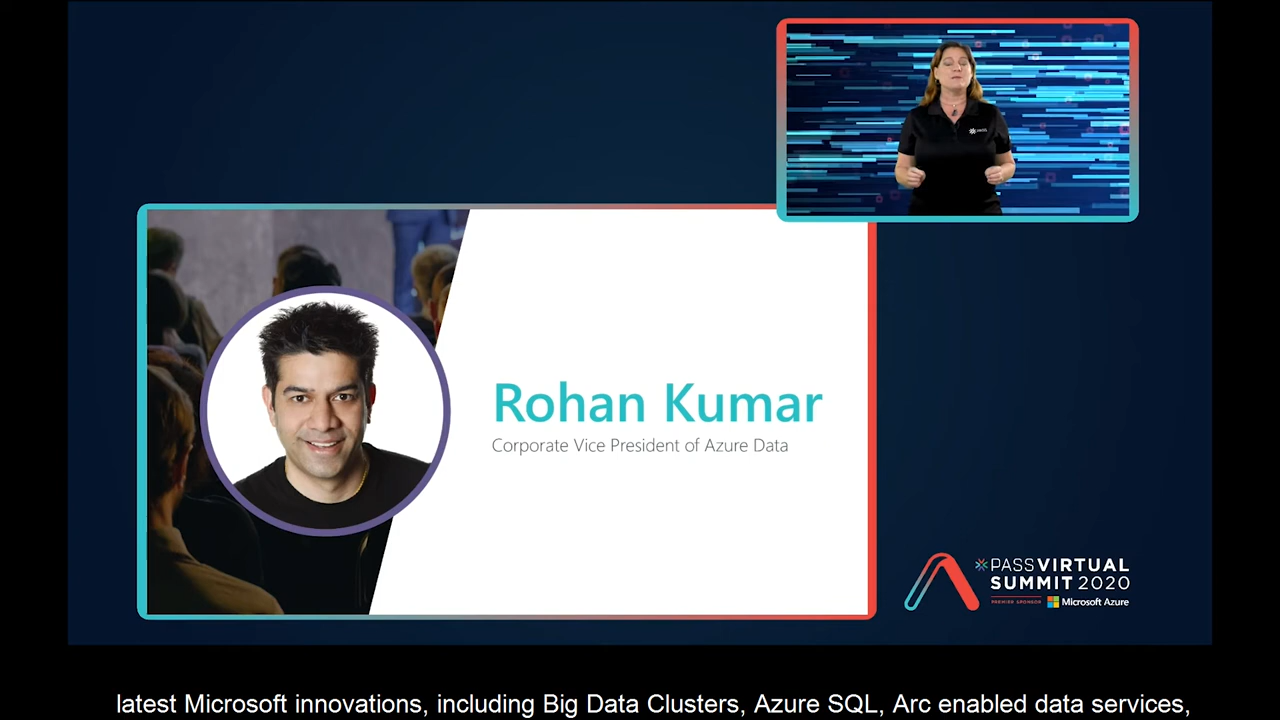 Rohan Kumar
Corporate Vice President of Azure Data
PASS VIRTUAL
SUMMIT 2020
PREMIER SPONSOR
Microsoft Azure
latest Microsoft innovations, including Big Data Clusters, Azure SQL, Arc enabled data services,